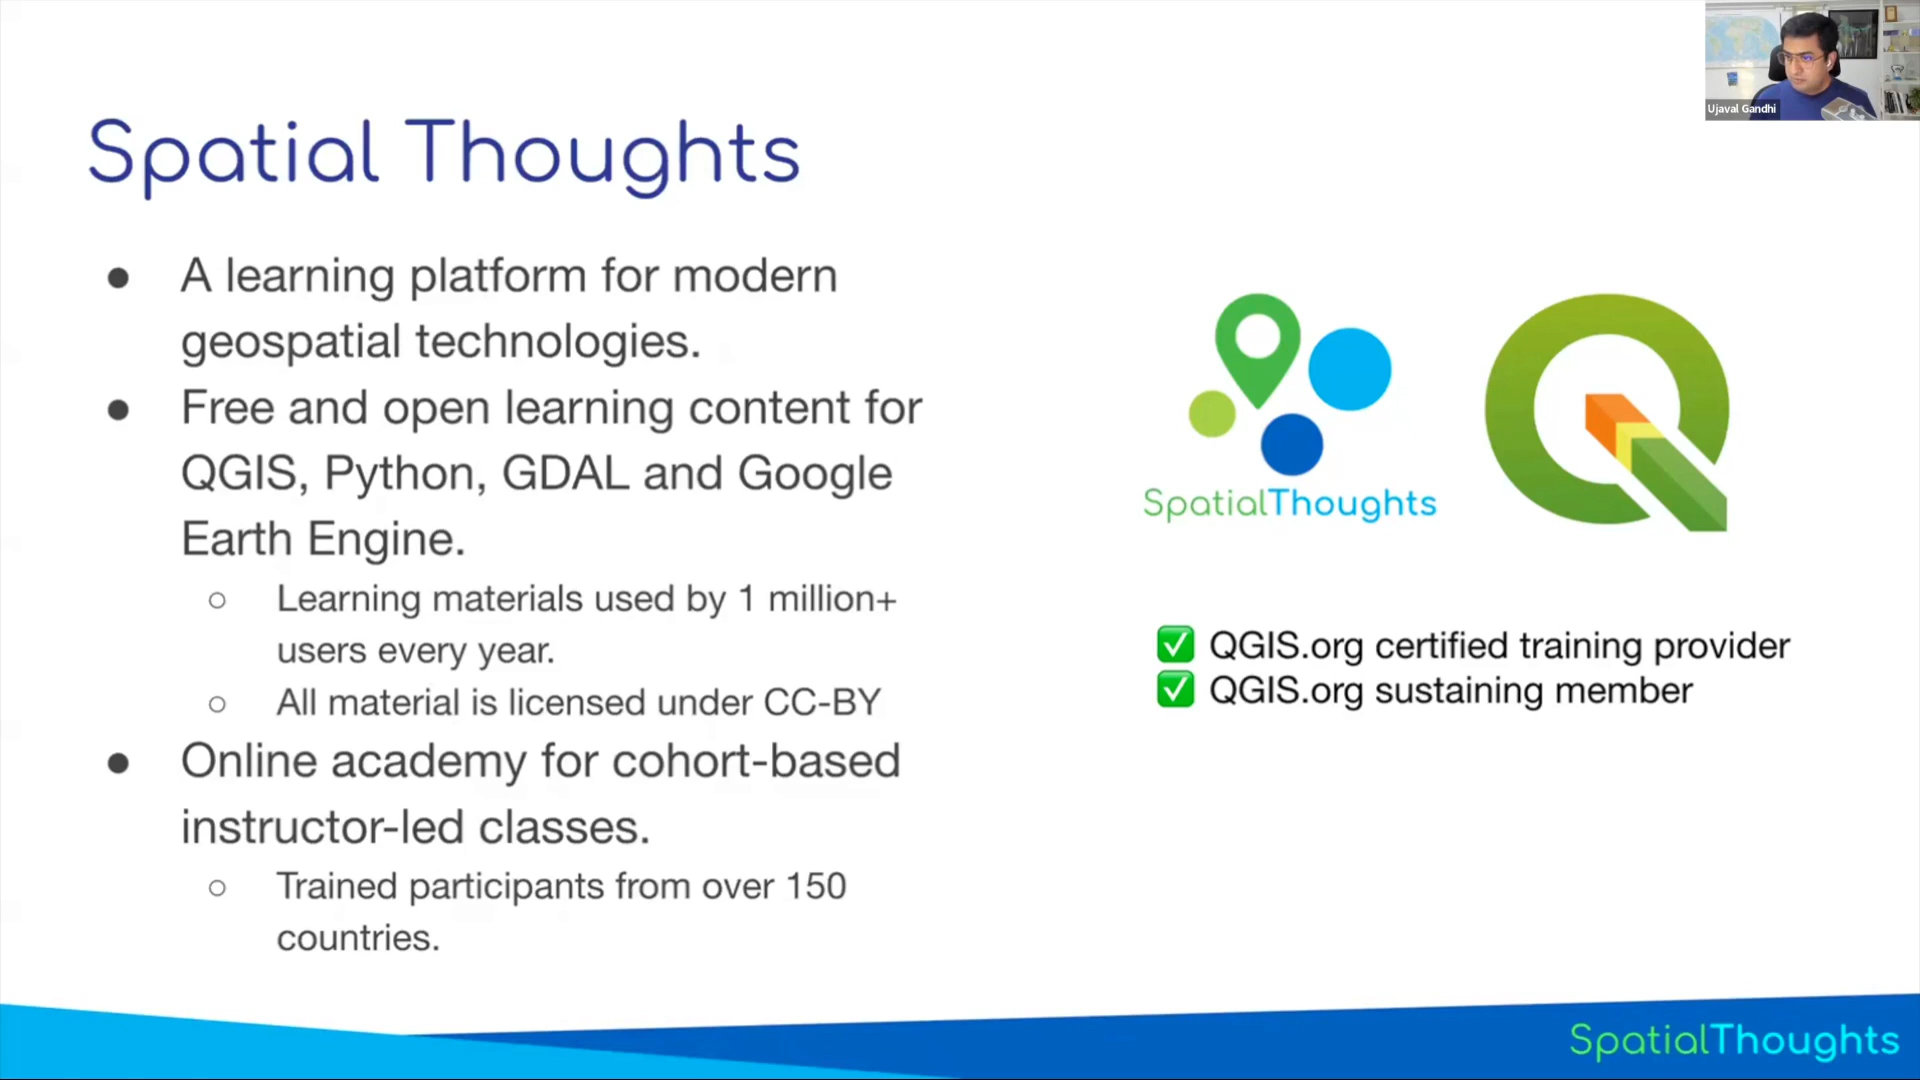 Ujaval Gandhi
Spatial Thoughts
● A learning platform for modern
geospatial technologies.
● Free and open learning content for
QGIS, Python, GDAL and Google
Earth Engine.
○ Learning materials used by 1 million+
users every year.
○ All material is licensed under CC-BY
● Online academy for cohort-based
instructor-led classes.
○ Trained participants from over 150
countries.
SpatialThoughts
✅ QGIS.org certified training provider
✅ QGIS.org sustaining member
SpatialThoughts